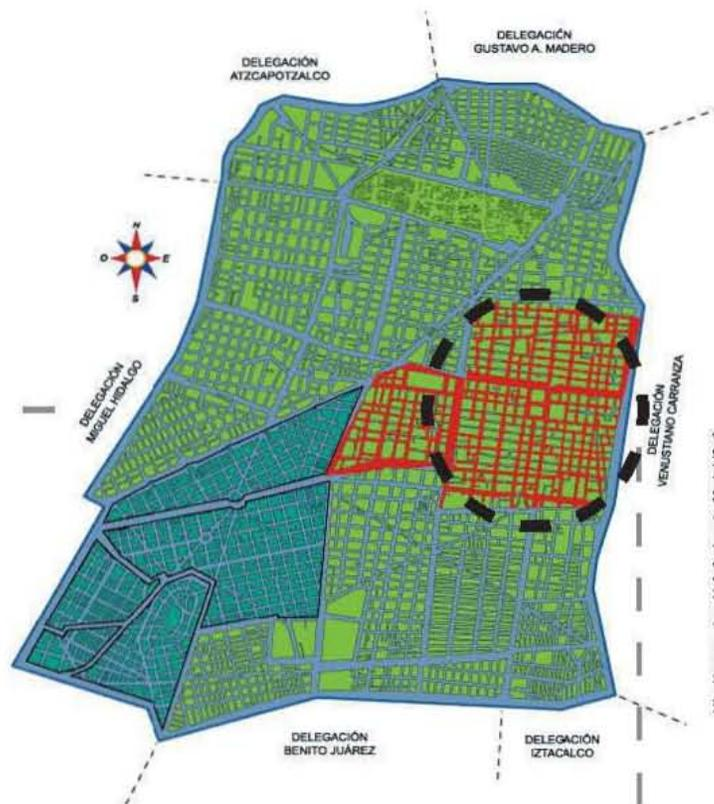 DELEGACIÓN
GUSTAVO A. MADERO
DELEGACIÓN
ATZCAPOTZALCO
N
O
E
S
DELEGACIÓN
MIGUEL HIDALGO
DELEGACIÓN
VENUSTIANO CARRANZA
DELEGACIÓN
BENITO JUÁREZ
DELEGACIÓN
IZTACALCO